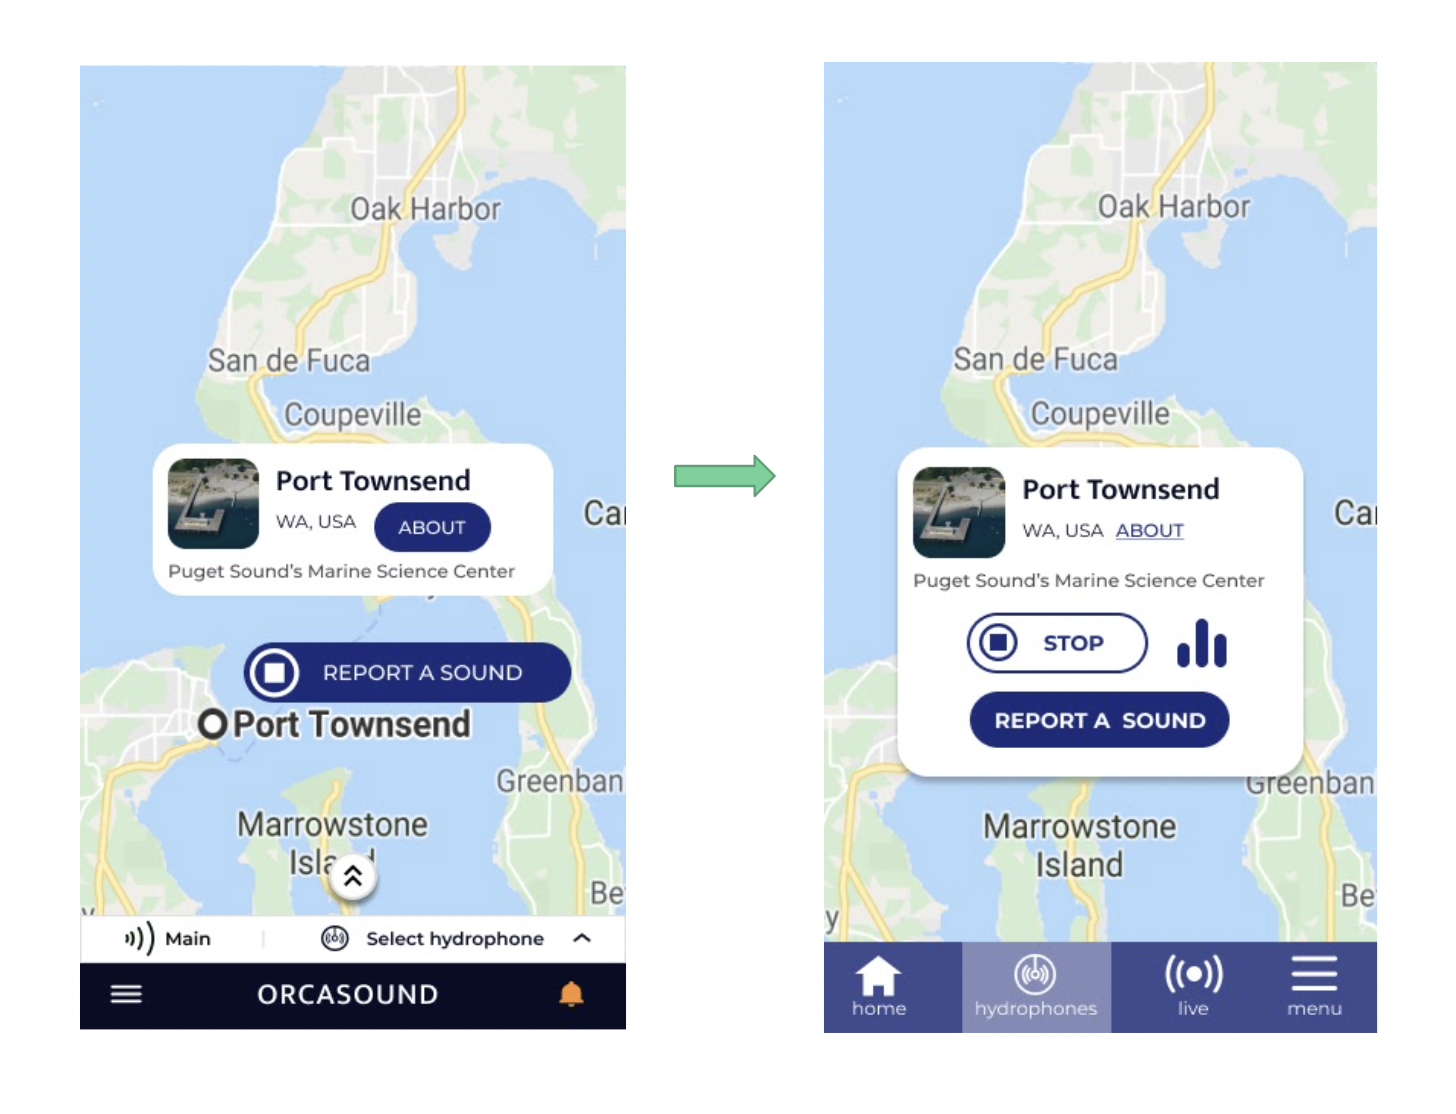 Oak Harbor
San de Fuca
Coupeville
Port Townsend
WA, USA ABOUT
Puget Sound's Marine Science Center
Ca
REPORT A SOUND
Port Townsend
Greenban
Marrowstone
Be
Main Select hydrophone
ORCASOUND
Oak Harbor
San de Fuca
Coupeville
Port Townsend
WA, USA ABOUT
Puget Sound's Marine Science Center
Ca
STOP
REPORT A SOUND
Greenban
Marrowstone
Island
Be
y
home hydrophones live menu